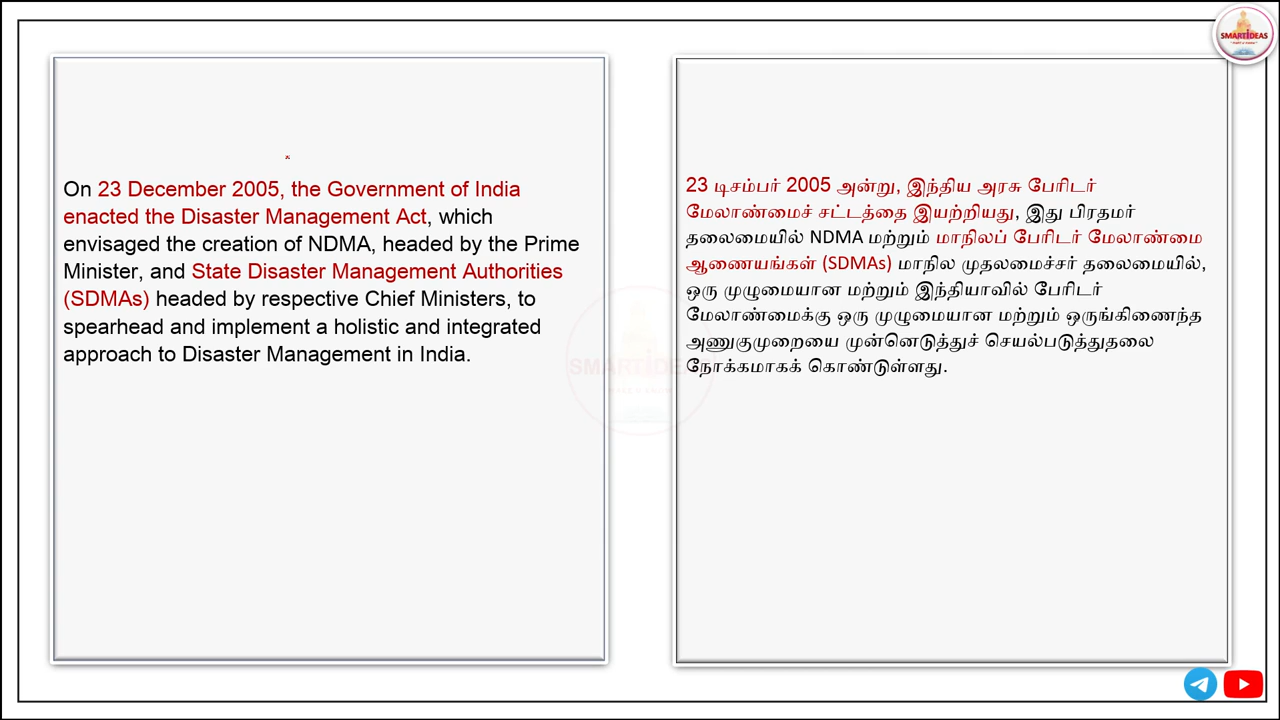 SMARTIDEAS
On 23 December 2005, the Government of India
enacted the Disaster Management Act, which
envisaged the creation of NDMA, headed by the Prime
Minister, and State Disaster Management Authorities
(SDMAs) headed by respective Chief Ministers, to
spearhead and implement a holistic and integrated
approach to Disaster Management in India.
23 டிசம்பர் 2005 அன்று, இந்திய அரசு பேரிடர்
மேலாண்மைச் சட்டத்தை இயற்றியது, இது பிரதமர்
தலைமையில் NDMA மற்றும் மாநிலப் பேரிடர் மேலாண்மை
ஆணையங்கள் (SDMAs) மாநில முதலமைச்சர் தலைமையில்,
ஒரு முழுமையான மற்றும் இந்தியாவில் பேரிடர்
மேலாண்மைக்கு ஒரு முழுமையான மற்றும் ஒருங்கிணைந்த
அணுகுமுறையை முன்னெடுத்துச் செயல்படுத்துதலை
நோக்கமாகக் கொண்டுள்ளது.